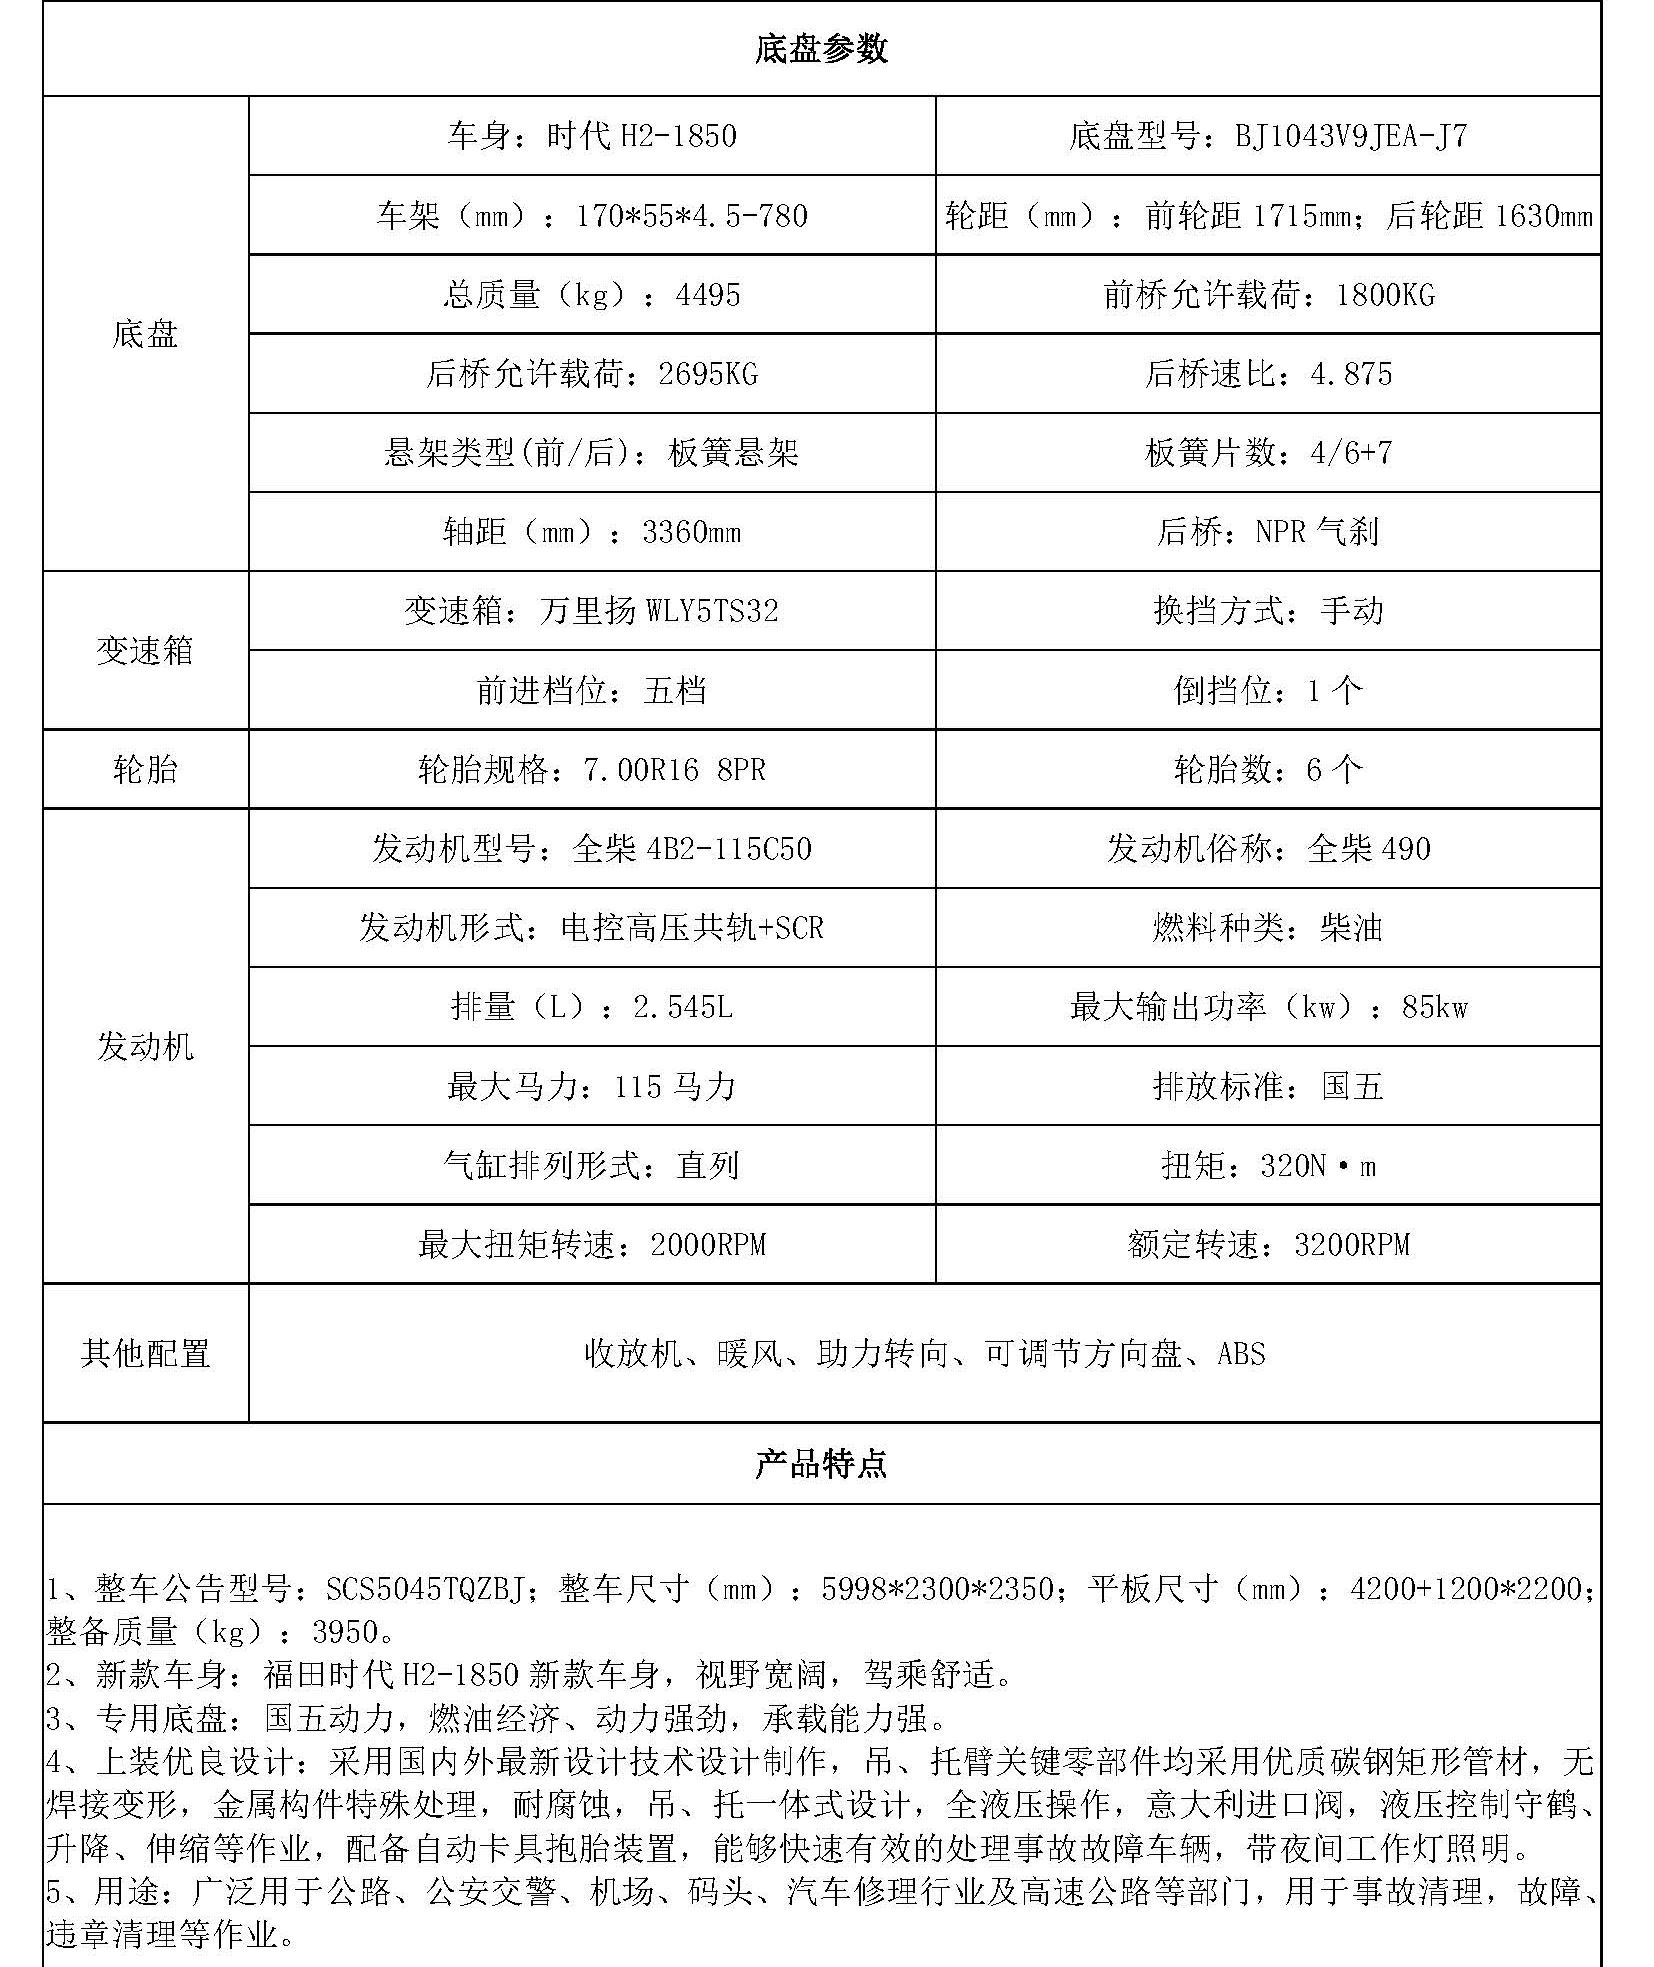 底盘参数
底盘
车身：时代 H2-1850
底盘型号：BJ1043V9JEA-J7
车架（mm）：170*55*4.5-780
轮距（mm）：前轮距 1715mm；后轮距 1630mm
总质量（kg）：4495
前桥允许载荷：1800KG
后桥允许载荷：2695KG
后桥速比：4.875
悬架类型(前/后)：板簧悬架
板簧片数：4/6+7
轴距（mm）：3360mm
后桥：NPR 气刹
变速箱
变速箱：万里扬 WLY5TS32
换挡方式：手动
前进档位：五档
倒挡位：1 个
轮胎
轮胎规格：7.00R16 8PR
轮胎数：6 个
发动机
发动机型号：全柴 4B2-115C50
发动机俗称：全柴 490
发动机形式：电控高压共轨+SCR
燃料种类：柴油
排量（L）：2.545L
最大输出功率（kw）：85kw
最大马力：115 马力
排放标准：国五
气缸排列形式：直列
扭矩：320N·m
最大扭矩转速：2000RPM
额定转速：3200RPM
其他配置
收放机、暖风、助力转向、可调节方向盘、ABS
产品特点
1、整车公告型号：SCS5045TQZBJ；整车尺寸（mm）：5998*2300*2350；平板尺寸（mm）：4200+1200*2200；
整备质量（kg）：3950。
2、新款车身：福田时代 H2-1850 新款车身，视野宽阔，驾乘舒适。
3、专用底盘：国五动力，燃油经济、动力强劲，承载能力强。
4、上装优良设计：采用国内外最新设计技术设计制作，吊、托臂关键零部件均采用优质碳钢矩形管材，无
焊接变形，金属构件特殊处理，耐腐蚀，吊、托一体式设计，全液压操作，意大利进口阀，液压控制守鹤、
升降、伸缩等作业，配备自动卡具抱胎装置，能够快速有效的处理事故故障车辆，带夜间工作灯照明。
5、用途：广泛用于公路、公安交警、机场、码头、汽车修理行业及高速公路等部门，用于事故清理，故障、
违章清理等作业。